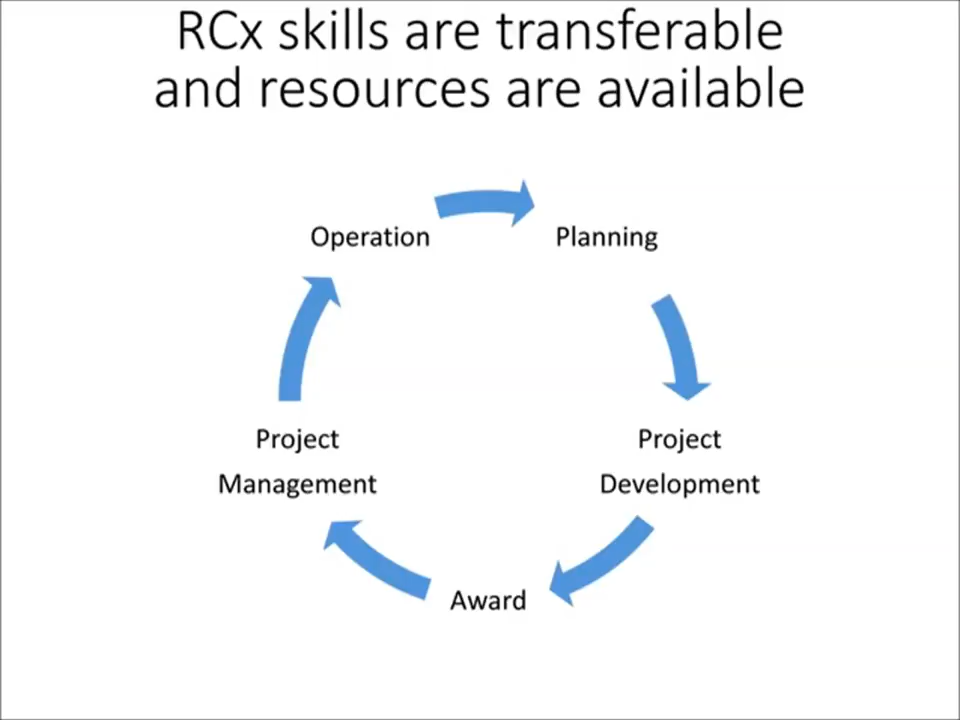 RCx skills are transferable
and resources are available
Operation
Planning
Project
Development
Award
Project
Management